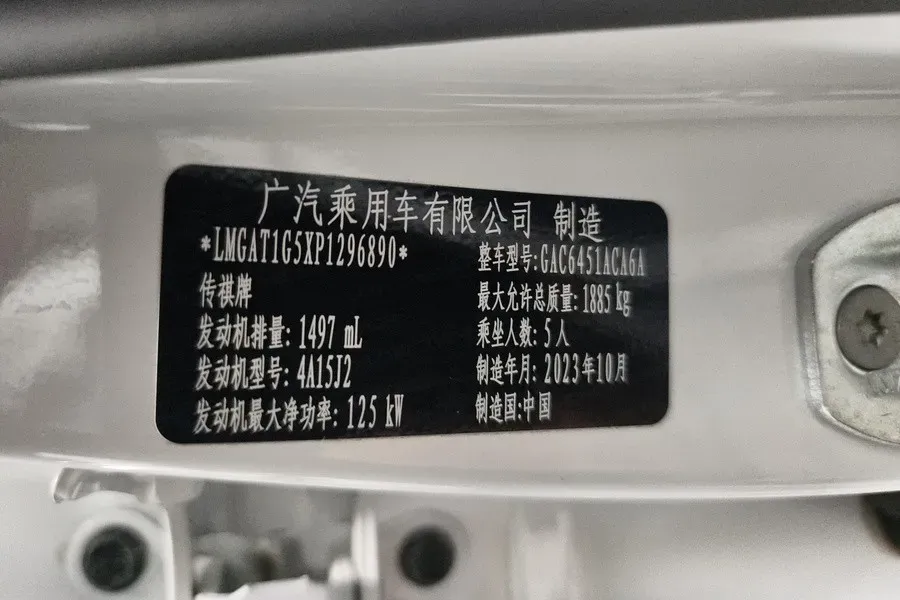 广汽乘用车有限公司 制造
*LMGAT1G5XP1296890*
传祺牌
发动机排量: 1497 mL
发动机型号: 4A15J2
发动机最大净功率: 125 kW
整车型号:GAC6451ACA6A
最大允许总质量: 1885 kg
乘坐人数: 5人
制造年月: 2023年10月
制造国:中国